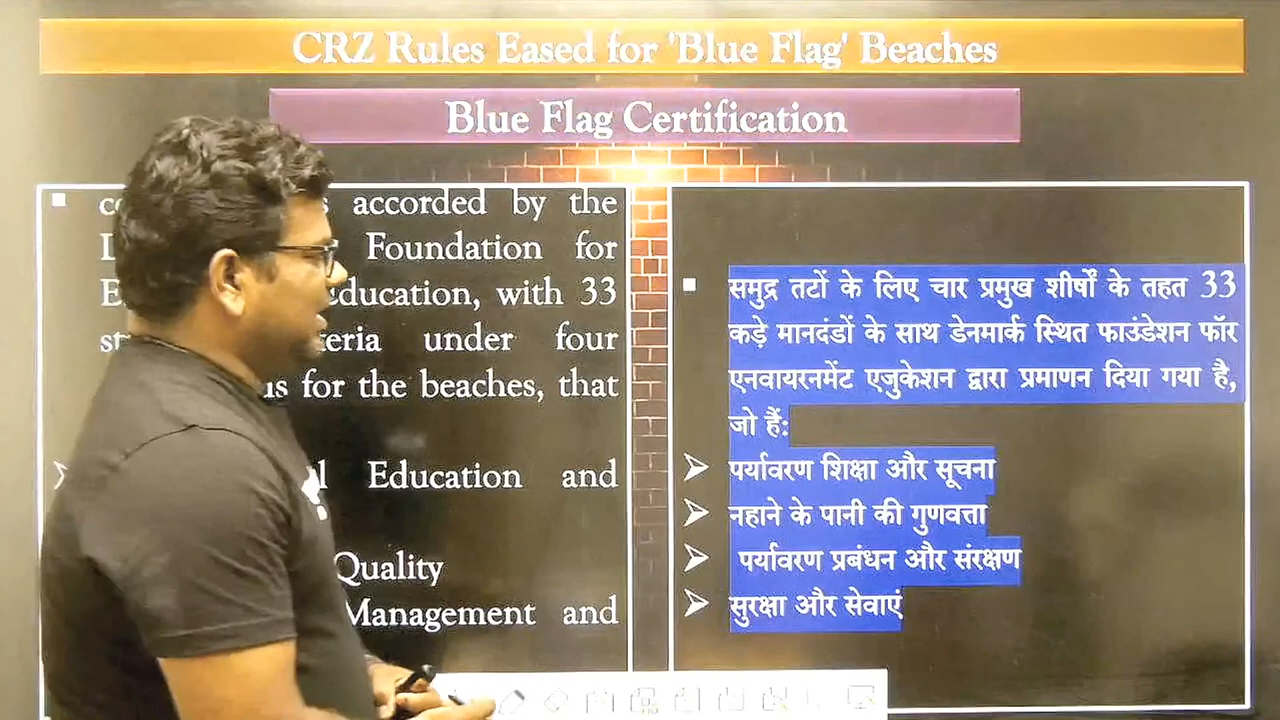 CRZ Rules Eased for 'Blue Flag' Beaches
Blue Flag Certification
accorded by the
Foundation for
ducation, with 33
under four
for the beaches, that
Education and
Quality
Management and
समुद्र तटों के लिए चार प्रमुख शीर्षों के तहत 33
कड़े मानदंडों के साथ डेनमार्क स्थित फाउंडेशन फॉर
एनवायरनमेंट एजुकेशन द्वारा प्रमाणन दिया गया है,
जो हैं:
पर्यावरण शिक्षा और सूचना
नहाने के पानी की गुणवत्ता
पर्यावरण प्रबंधन और संरक्षण
सुरक्षा और सेवाएं